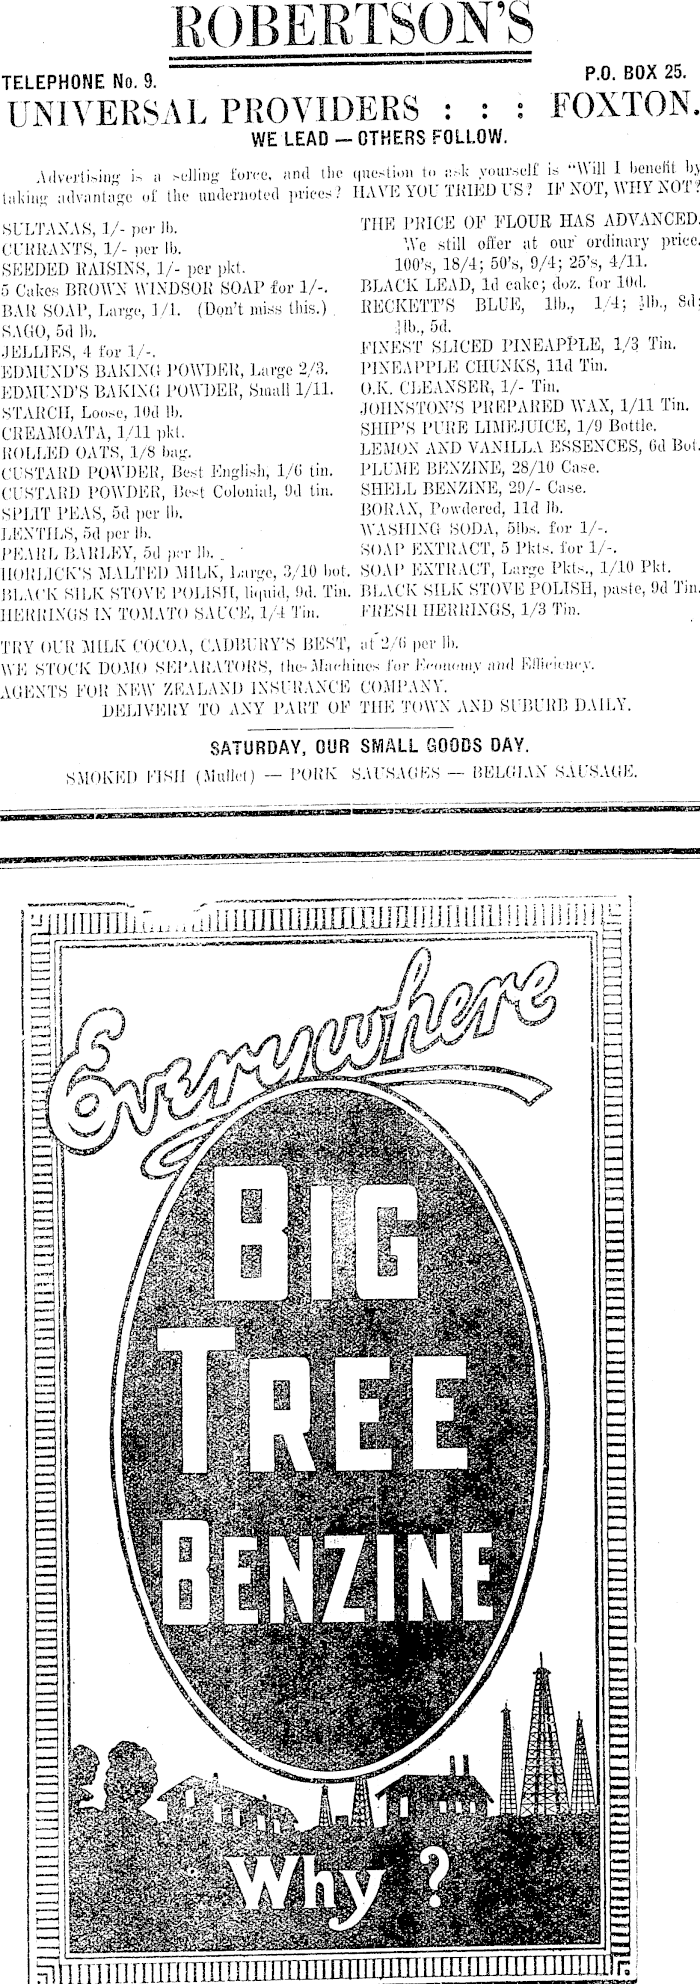 ROBERTSON'S
TELEPHONE No. 9.
P.O. BOX 25.
UNIVERSAL PROVIDERS : : : FOXTON.
WE LEAD — OTHERS FOLLOW.
Advertising is a selling force, and the question to ask yourself is "Will I benefit by
taking advantage of the undernoted prices? HAVE YOU TRIED US? IF NOT, WHY NOT?
SULTANAS, 1/- per lb.
CURRANTS, 1/- per lb.
SEEDED RAISINS, 1/- per pkt.
5 Cakes BROWN WINDSOR SOAP for 1/-.
BAR SOAP, Large, 1/1. (Don't miss this.)
SAGO, 5d lb.
JELLIES, 4 for 1/-.
EDMUND'S BAKING POWDER, Large 2/3.
EDMUND'S BAKING POWDER, Small 1/11.
STARCH, Loose, 10d lb.
CREAMOATA, 1/11 pkt.
ROLLED OATS, 1/8 bag.
CUSTARD POWDER, Best English, 1/6 tin.
CUSTARD POWDER, Best Colonial, 9d tin.
SPLIT PEAS, 5d per lb.
LENTILS, 5d per lb.
PEARL BARLEY, 5d per lb.
HORLICK'S MALTED MILK, Large, 3/10 bot.
BLACK SILK STOVE POLISH, liquid, 9d. Tin.
HERRINGS IN TOMATO SAUCE, 1/4 Tin.
THE PRICE OF FLOUR HAS ADVANCED.
We still offer at our ordinary price.
100's, 18/4; 50's, 9/4; 25's, 4/11.
BLACK LEAD, 1d cake; doz. for 10d.
RECKETT'S BLUE, 1lb., 1/4; lb., 8d;
lb., 5d.
FINEST SLICED PINEAPPLE, 1/3 Tin.
PINEAPPLE CHUNKS, 11d Tin.
O.K. CLEANSER, 1/- Tin.
JOHNSTON'S PREPARED WAX, 1/11 Tin.
SHIP'S PURE LIMEJUICE, 1/9 Bottle.
LEMON AND VANILLA ESSENCES, 6d Bot.
PLUME BENZINE, 28/10 Case.
SHELL BENZINE, 29/- Case.
BORAX, Powdered, 11d lb.
WASHING SODA, 5lbs. for 1/-.
SOAP EXTRACT, 5 Pkts. for 1/-.
SOAP EXTRACT, Large Pkts., 1/10 Pkt.
BLACK SILK STOVE POLISH, paste, 9d Tin.
FRESH HERRINGS, 1/3 Tin.
TRY OUR MILK COCOA, CADBURY'S BEST, at 2/6 per lb.
WE STOCK DOMO SEPARATORS, the Machines for Economy and Efficiency.
AGENTS FOR NEW ZEALAND INSURANCE COMPANY.
DELIVERY TO ANY PART OF THE TOWN AND SUBURB DAILY.
SATURDAY, OUR SMALL GOODS DAY.
SMOKED FISH (Mullet) — PORK SAUSAGES — BELGIAN SAUSAGE.
Everywhere
BIG
TREE
BENZINE
Why ?